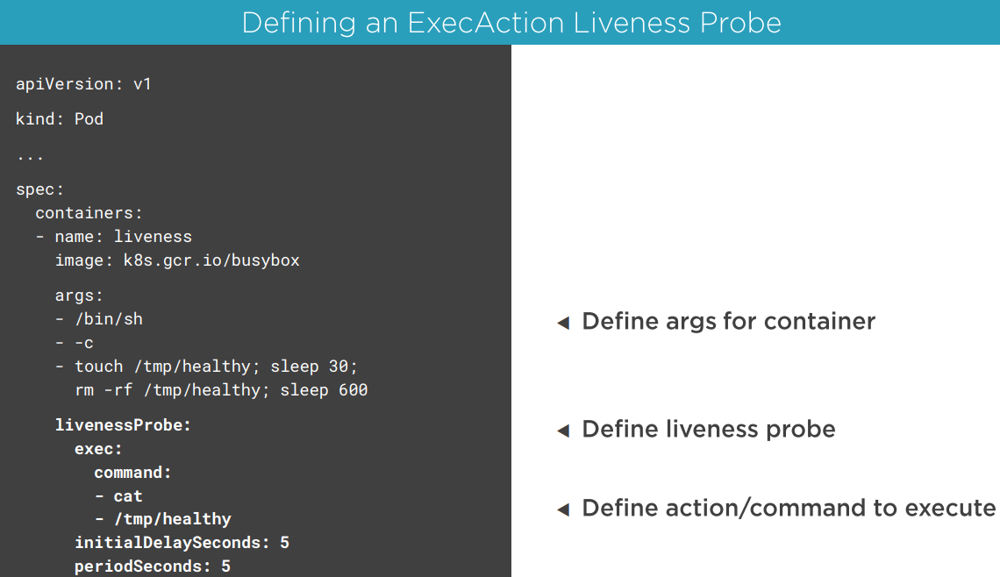 Defining an ExecAction Liveness Probe
apiVersion: v1
kind: Pod
...
spec:
  containers:
  - name: liveness
    image: k8s.gcr.io/busybox
    args:
    - /bin/sh
    - -c
    - touch /tmp/healthy; sleep 30;
      rm -rf /tmp/healthy; sleep 600
    livenessProbe:
      exec:
        command:
        - cat
        - /tmp/healthy
      initialDelaySeconds: 5
      periodSeconds: 5
Define args for container
Define liveness probe
Define action/command to execute